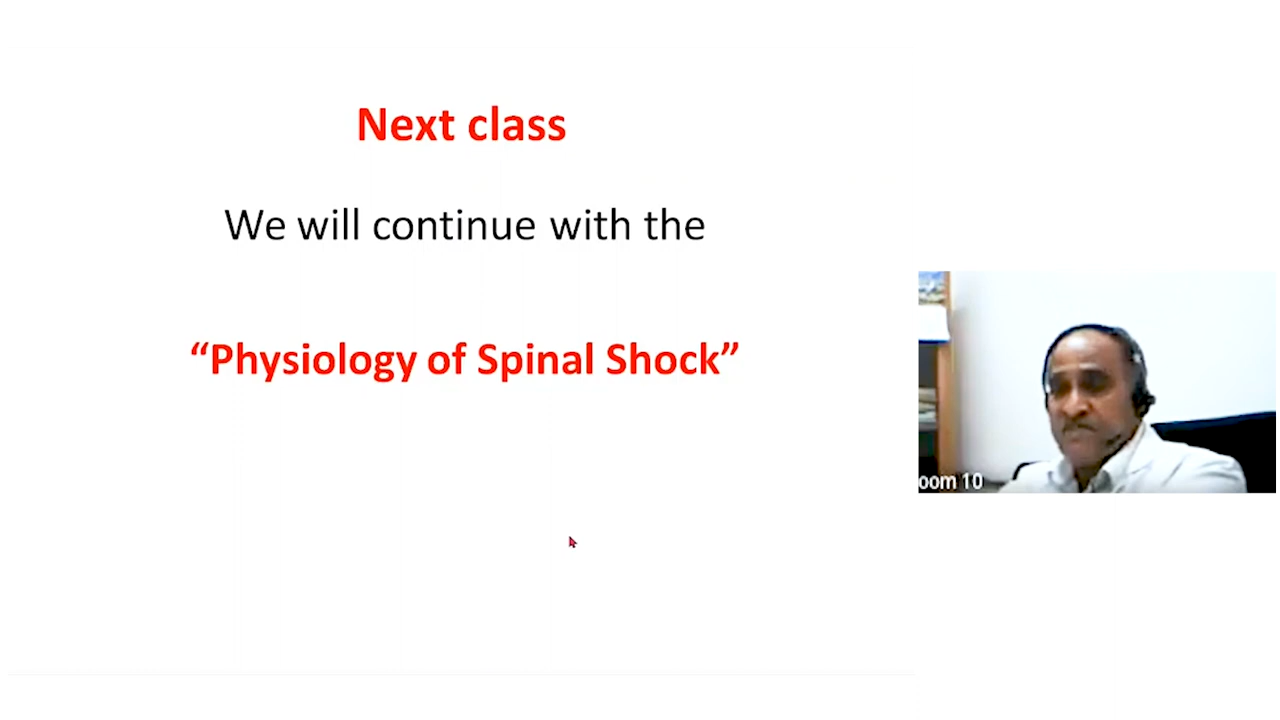 Next class
We will continue with the
“Physiology of Spinal Shock”
oom 10